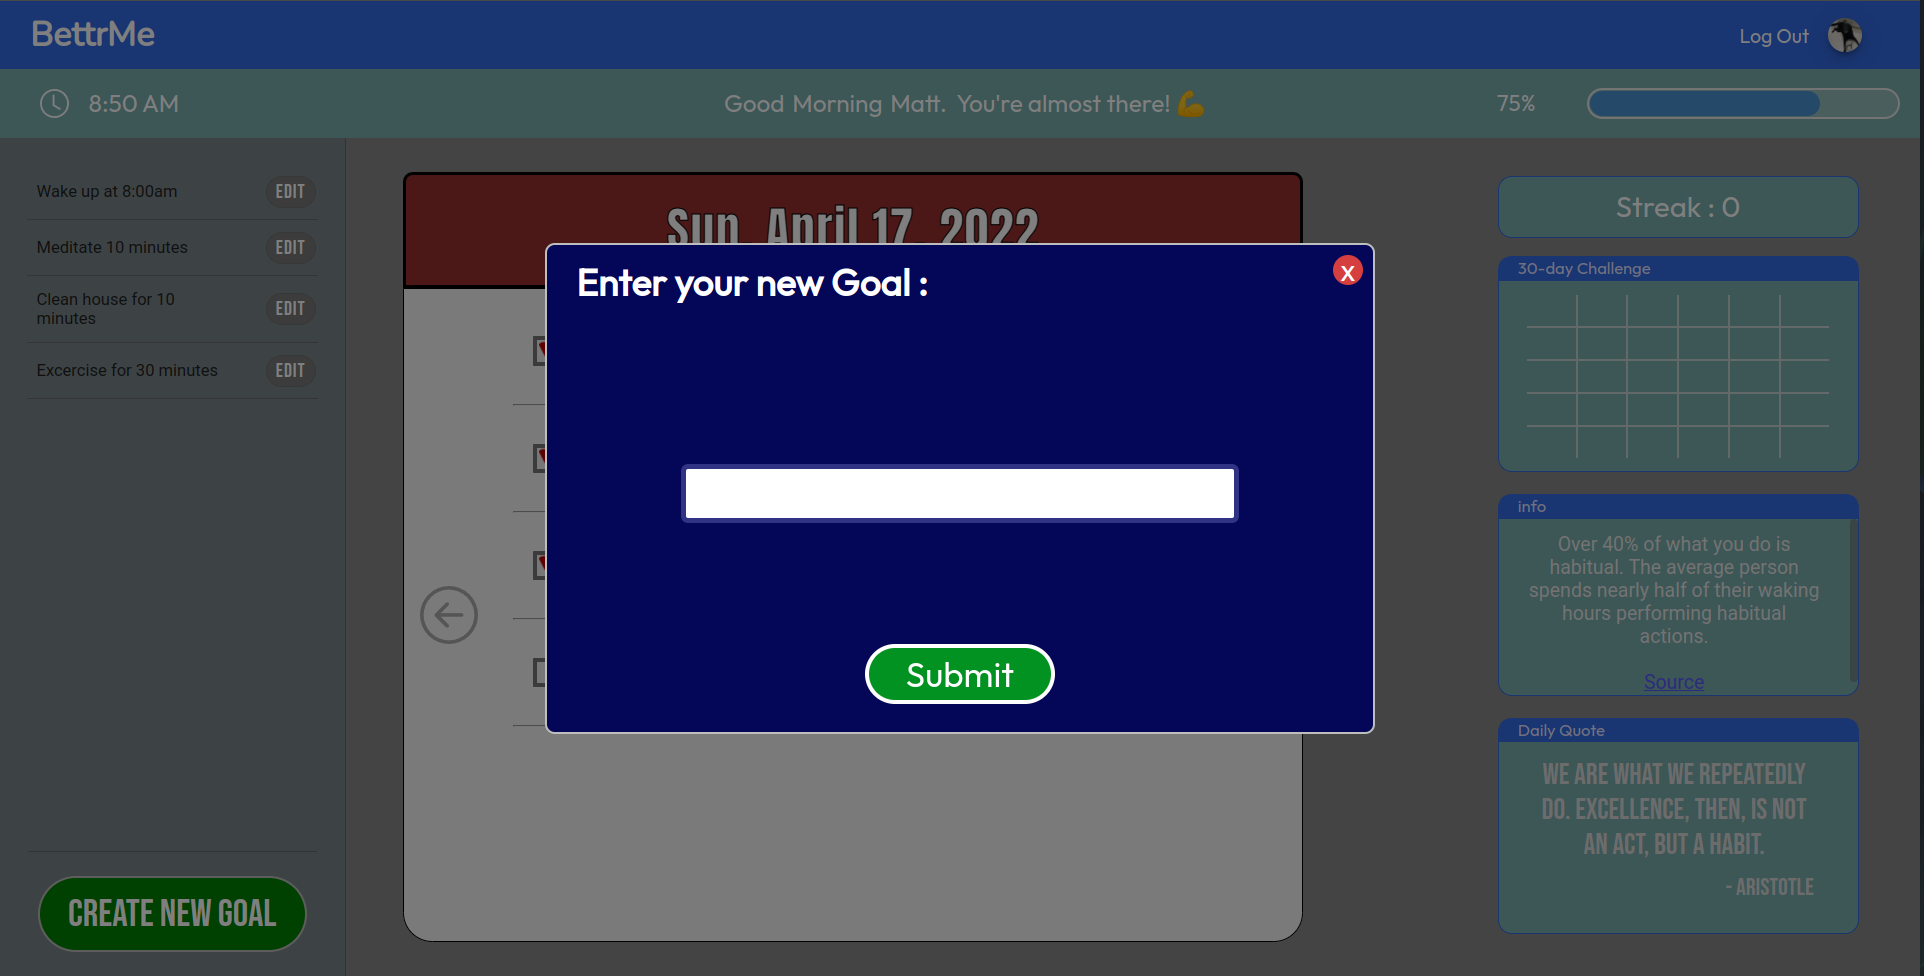 BettrMe
Log Out
8:50 AM
Good Morning Matt. You're almost there! 💪
75%
Wake up at 8:00am
EDIT
Meditate 10 minutes
EDIT
Clean house for 10
minutes
EDIT
Excercise for 30 minutes
EDIT
CREATE NEW GOAL
Sun, April 17, 2022
Enter your new Goal :
X
Submit
Streak : 0
30-day Challenge
info
Over 40% of what you do is
habitual. The average person
spends nearly half of their waking
hours performing habitual
actions.
Source
Daily Quote
WE ARE WHAT WE REPEATEDLY
DO. EXCELLENCE, THEN, IS NOT
AN ACT, BUT A HABIT.
- ARISTOTLE